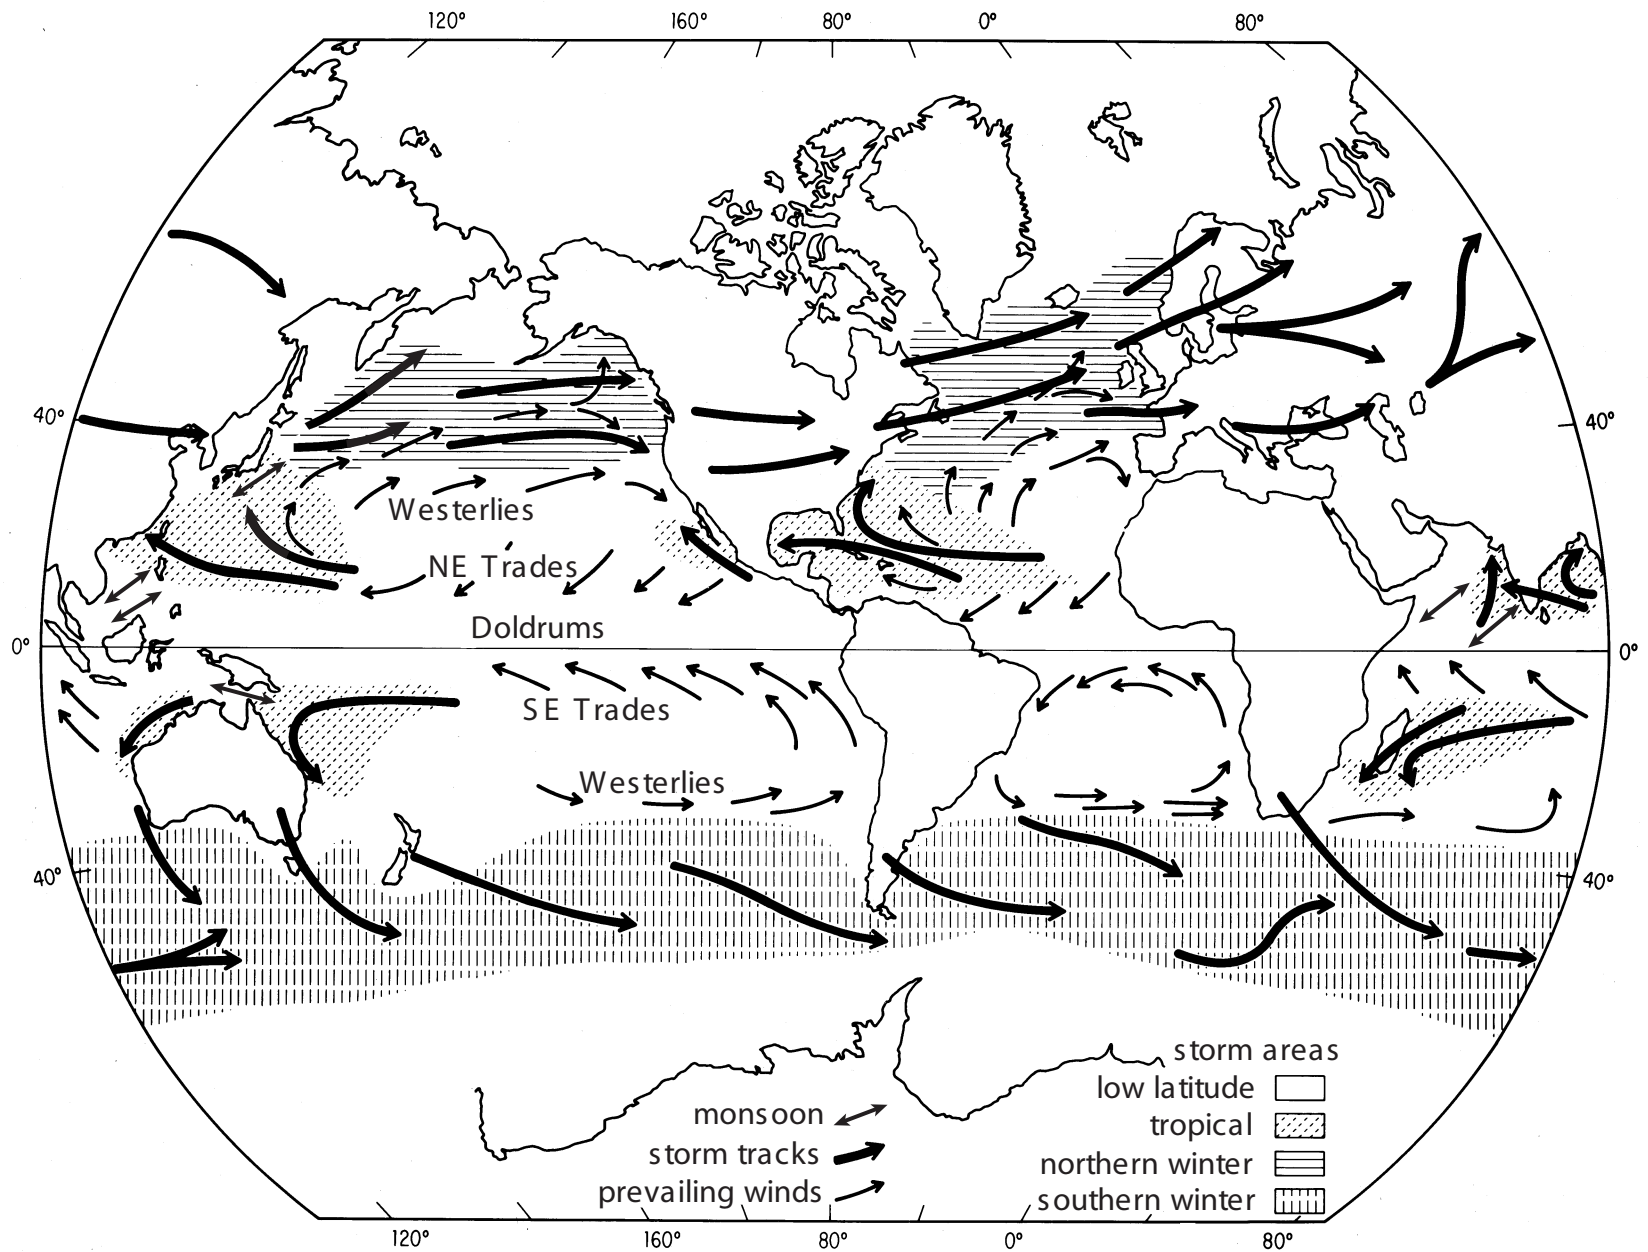 120° 160° 80° 0° 80°
40° 40°
Westerlies
NE Trades
Doldrums
0° 0°
SE Trades
Westerlies
40° 40°
storm areas
low latitude
tropical
northern winter
southern winter
monsoon
storm tracks
prevailing winds
120° 160° 80° 0° 80°